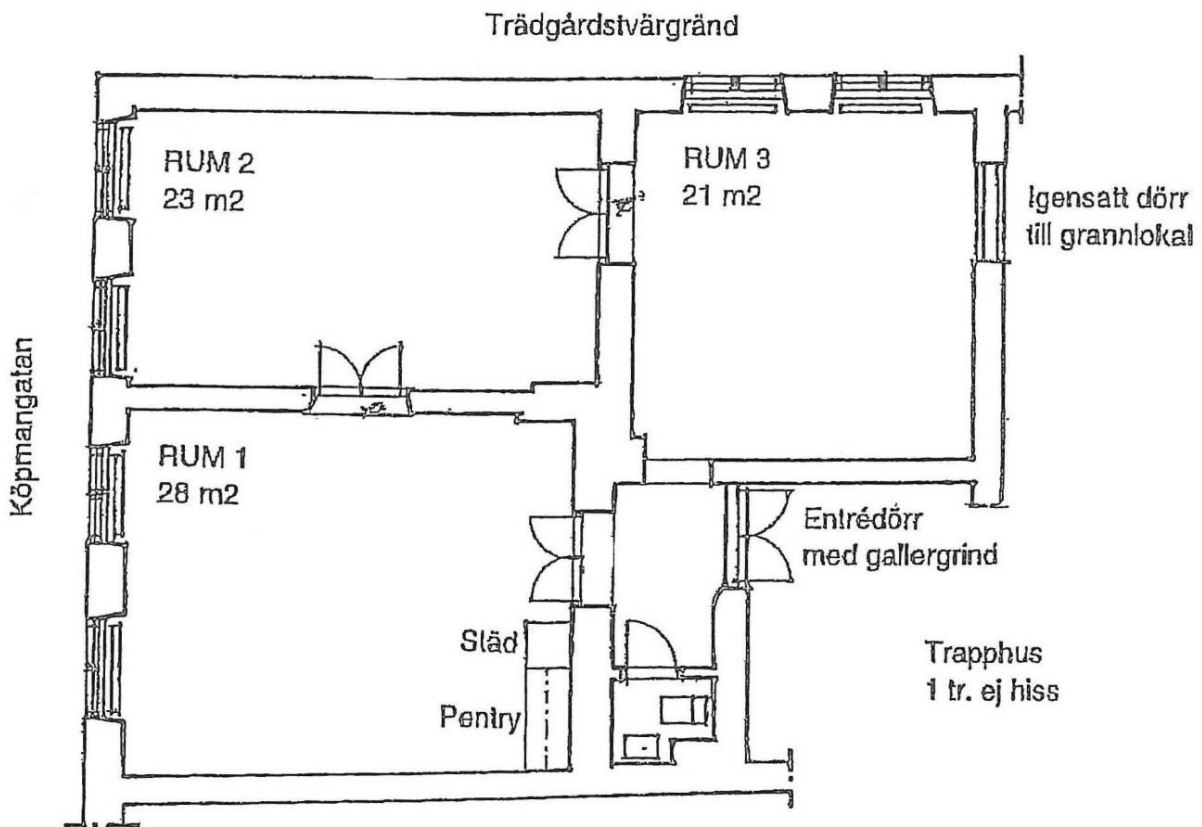 Trädgårdstvärgränd
RUM 2
23 m2
RUM 3
21 m2
Igensatt dörr
till grannlokal
Köpmangatan
RUM 1
28 m2
Entrédörr
med gallergrind
Städ
Pentry
Trapphus
1 tr. ej hiss